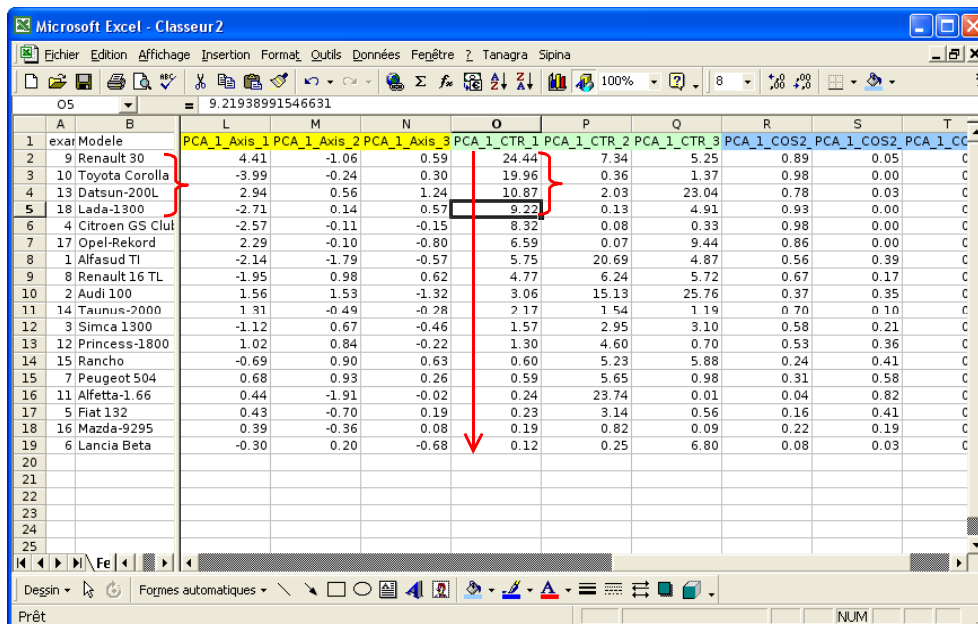 Microsoft Excel - Classeur2
Fichier Edition Affichage Insertion Format Outils Données Fenêtre ? Tanagra Sipina
100% 8
O5 = 9.21938991546631
A B L M N O P Q R S T
1 exar Modele PCA_1_Axis_1 PCA_1_Axis_2 PCA_1_Axis_3 PCA_1_CTR_1 PCA_1_CTR_2 PCA_1_CTR_3 PCA_1_COS2_ PCA_1_COS2_ PCA_1_CC
2 9 Renault 30 4.41 -1.06 0.59 24.44 7.34 5.25 0.89 0.05
3 10 Toyota Corolla -3.99 -0.24 0.30 19.96 0.36 1.37 0.98 0.00
4 13 Datsun-200L 2.94 0.56 1.24 10.87 2.03 23.04 0.78 0.03
5 18 Lada-1300 -2.71 0.14 0.57 9.22 0.13 4.91 0.93 0.00
6 4 Citroen GS Club -2.57 -0.11 -0.15 8.32 0.08 0.33 0.98 0.00
7 17 Opel-Rekord 2.29 -0.10 -0.80 6.59 0.07 9.44 0.86 0.00
8 1 Alfasud TI -2.14 -1.79 -0.57 5.75 20.69 4.87 0.56 0.39
9 8 Renault 16 TL -1.95 0.98 0.62 4.77 6.24 5.72 0.67 0.17
10 2 Audi 100 1.56 1.53 -1.32 3.06 15.13 25.76 0.37 0.35
11 14 Taunus-2000 1.31 -0.49 -0.28 2.17 1.54 1.19 0.70 0.10
12 3 Simca 1300 -1.12 0.67 -0.46 1.57 2.95 3.10 0.58 0.21
13 12 Princess-1800 1.02 0.84 -0.22 1.30 4.60 0.70 0.53 0.36
14 15 Rancho -0.69 0.90 0.63 0.60 5.23 5.88 0.24 0.41
15 7 Peugeot 504 0.68 0.93 0.26 0.59 5.65 0.98 0.31 0.58
16 11 Alfetta-1.66 0.44 -1.91 -0.02 0.24 23.74 0.01 0.04 0.82
17 5 Fiat 132 0.43 -0.70 0.19 0.23 3.14 0.56 0.16 0.41
18 16 Mazda-9295 0.39 -0.36 0.08 0.19 0.82 0.09 0.22 0.19
19 6 Lancia Beta -0.30 0.20 -0.68 0.12 0.25 6.80 0.08 0.03
20
21
22
23
24
25
Fe
Dessin Formes automatiques
Prêt NUM